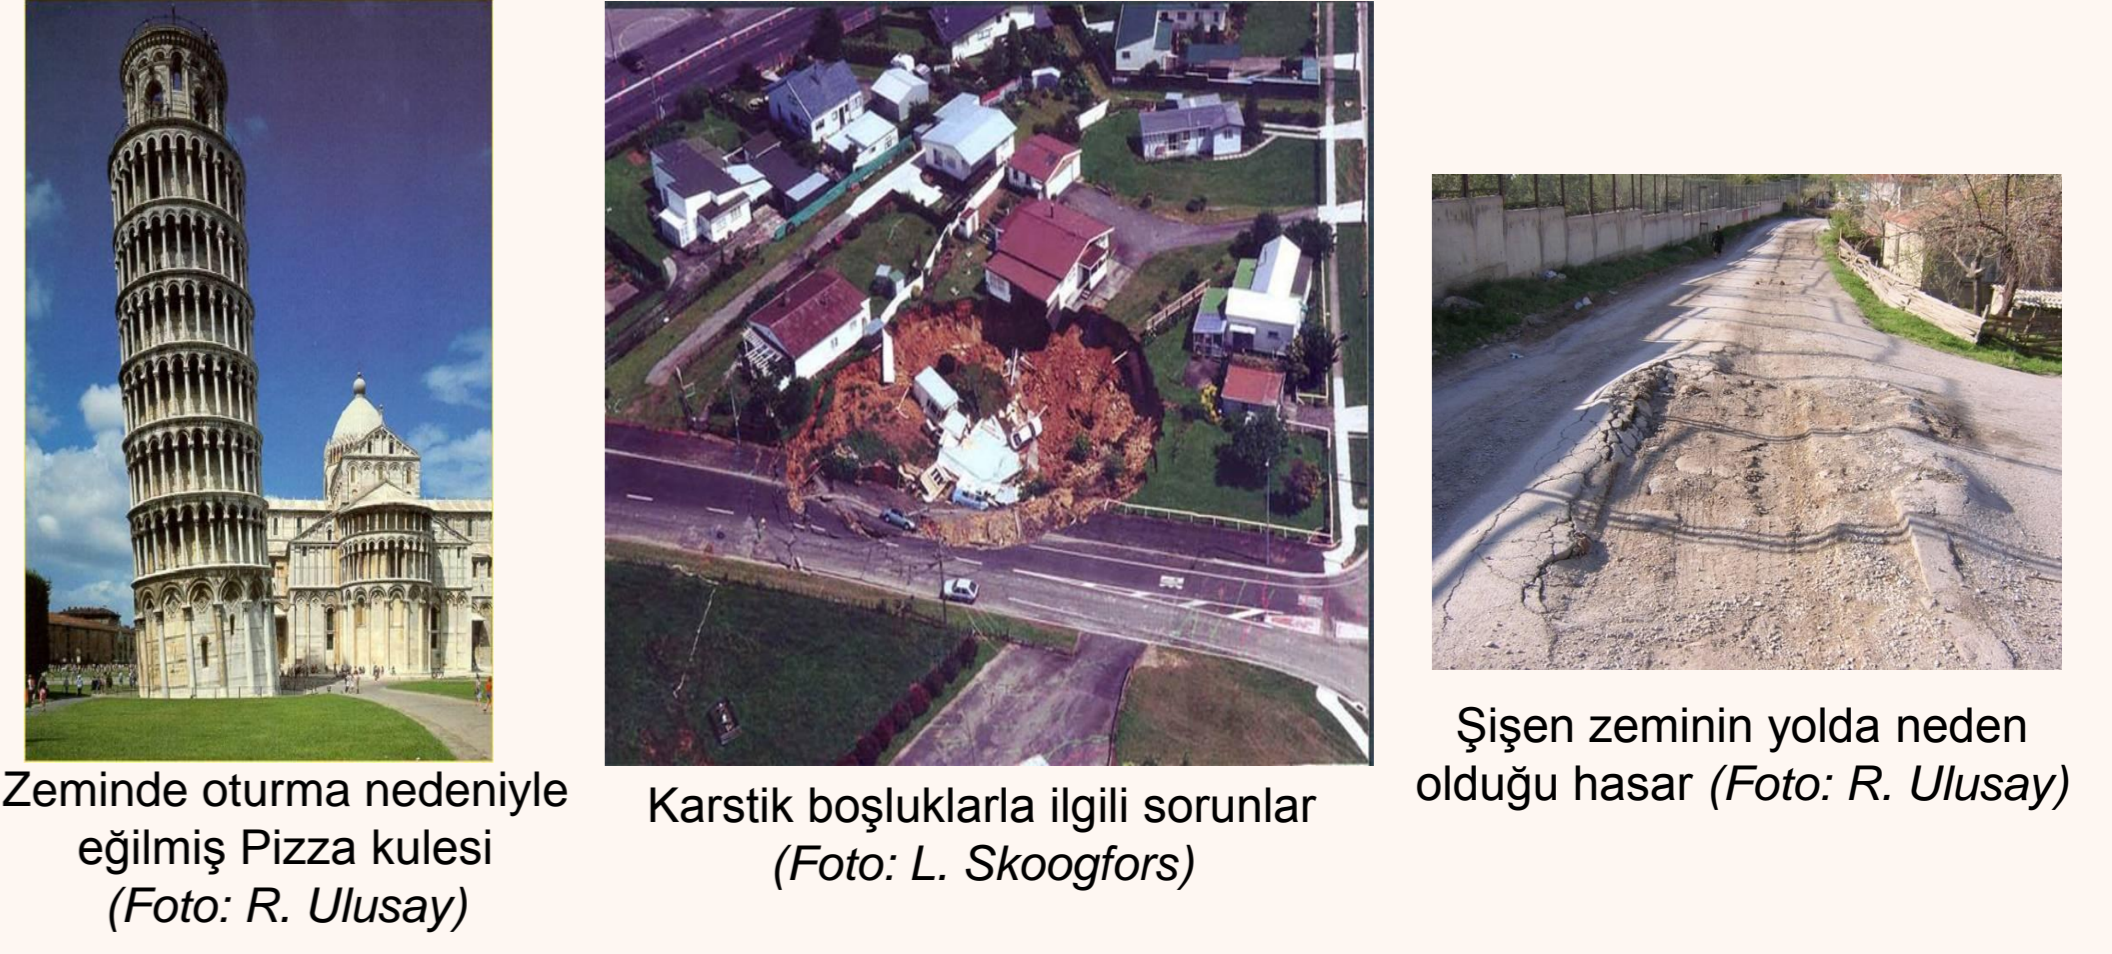 Zeminde oturma nedeniyle
eğilmiş Pizza kulesi
(Foto: R. Ulusay)
Karstik boşluklarla ilgili sorunlar
(Foto: L. Skoogfors)
Şişen zeminin yolda neden
olduğu hasar (Foto: R. Ulusay)